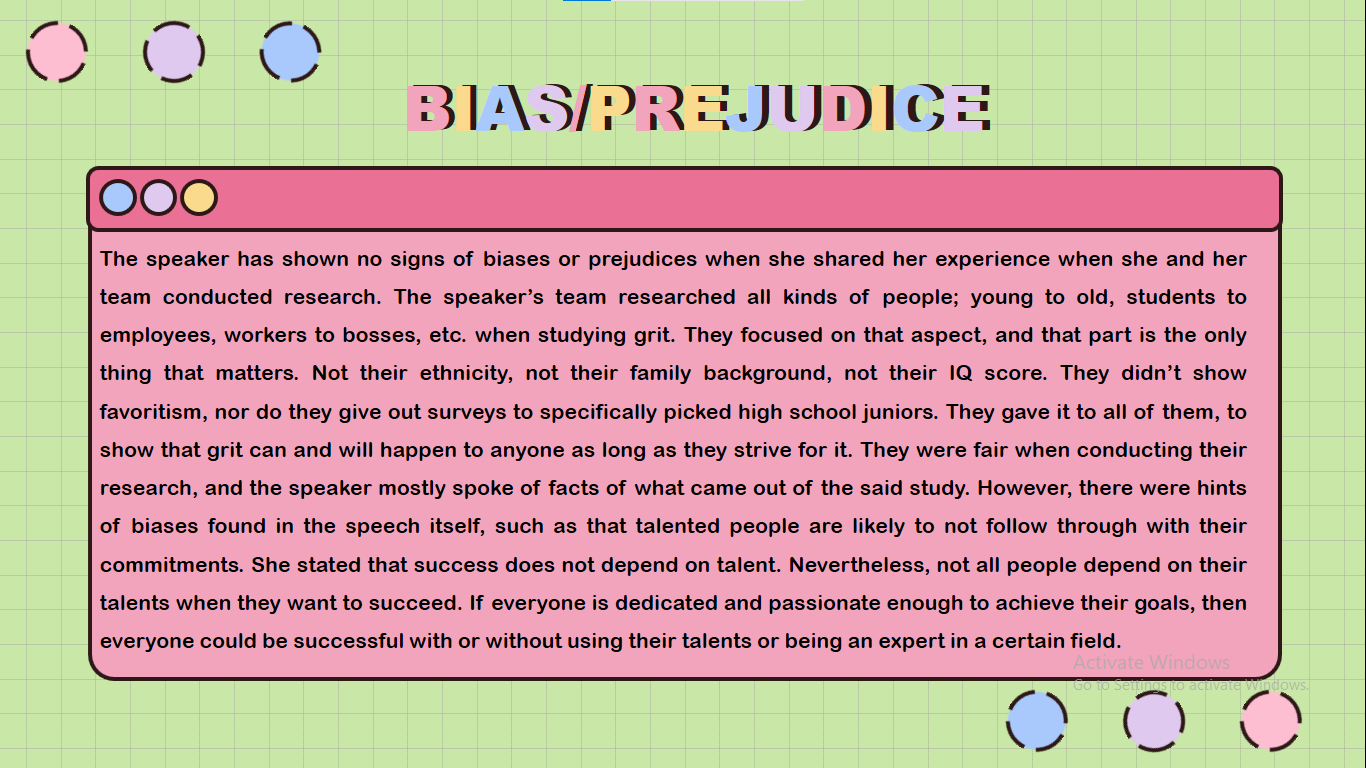 BIAS/PREJUDICE
The speaker has shown no signs of biases or prejudices when she shared her experience when she and her
team conducted research. The speaker’s team researched all kinds of people; young to old, students to
employees, workers to bosses, etc. when studying grit. They focused on that aspect, and that part is the only
thing that matters. Not their ethnicity, not their family background, not their IQ score. They didn’t show
favoritism, nor do they give out surveys to specifically picked high school juniors. They gave it to all of them, to
show that grit can and will happen to anyone as long as they strive for it. They were fair when conducting their
research, and the speaker mostly spoke of facts of what came out of the said study. However, there were hints
of biases found in the speech itself, such as that talented people are likely to not follow through with their
commitments. She stated that success does not depend on talent. Nevertheless, not all people depend on their
talents when they want to succeed. If everyone is dedicated and passionate enough to achieve their goals, then
everyone could be successful with or without using their talents or being an expert in a certain field.
Activate Windows
Go to Settings to activate Windows.